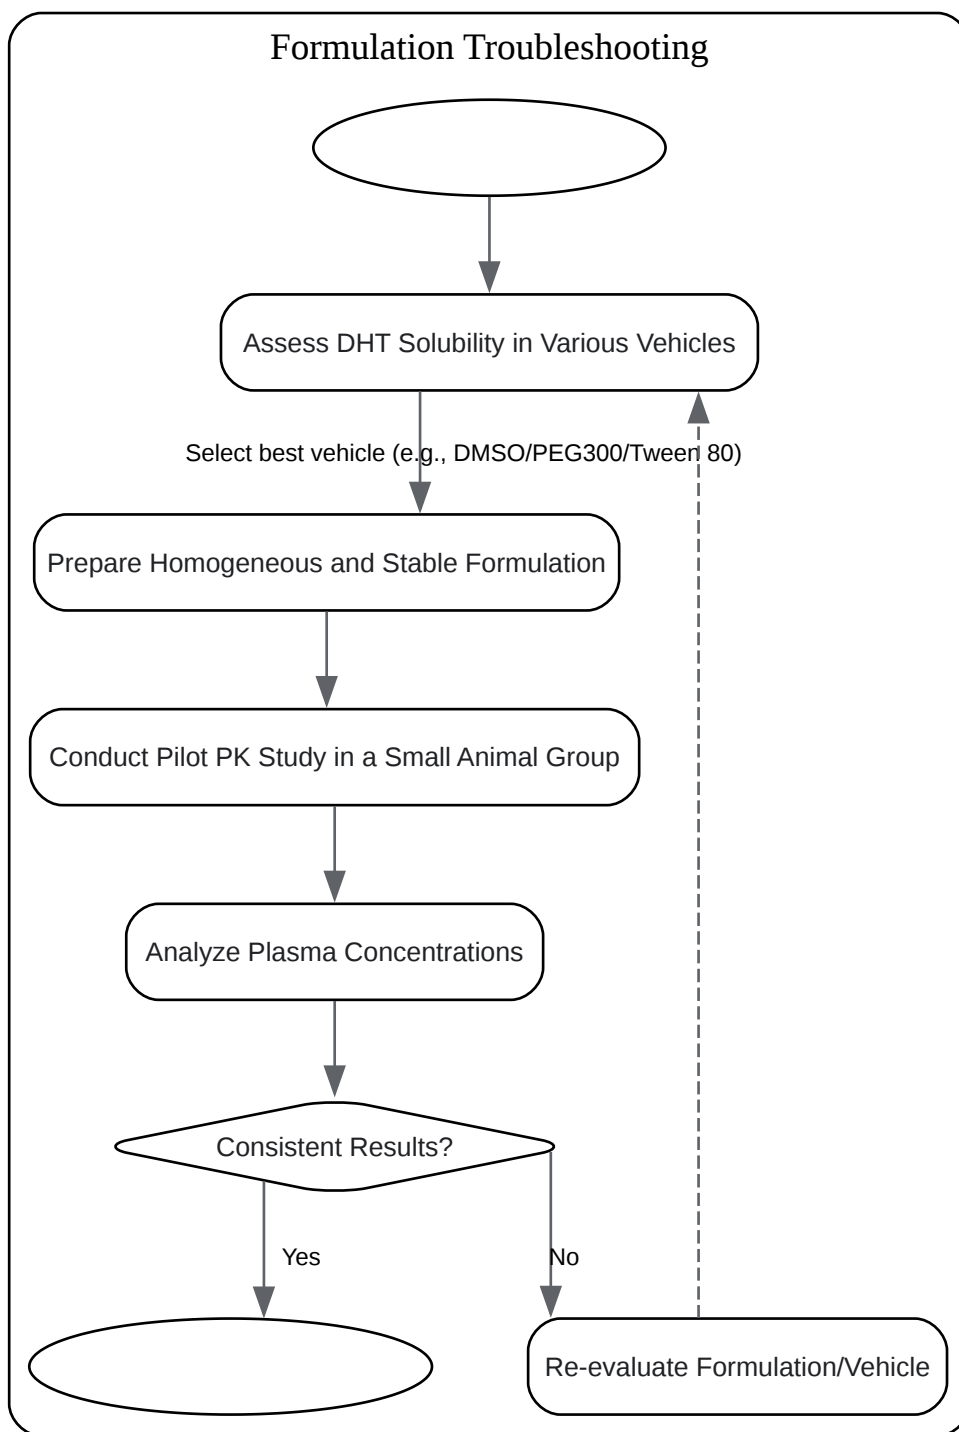 Formulation Troubleshooting
Assess DHT Solubility in Various Vehicles
Select best vehicle (e.g., DMSO/PEG300/Tween 80)
Prepare Homogeneous and Stable Formulation
Conduct Pilot PK Study in a Small Animal Group
Analyze Plasma Concentrations
Consistent Results?
Yes
No
Re-evaluate Formulation/Vehicle